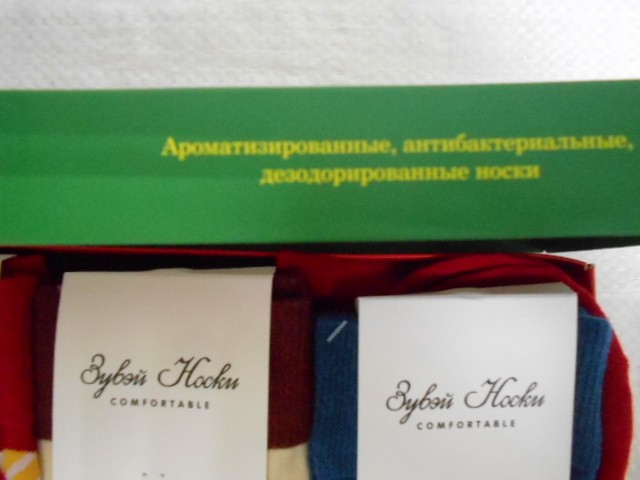 Ароматизированные, антибактериальные,
дезодорированные носки
Зувэй Носки
COMFORTABLE
Зувэй Носки
COMFORTABLE